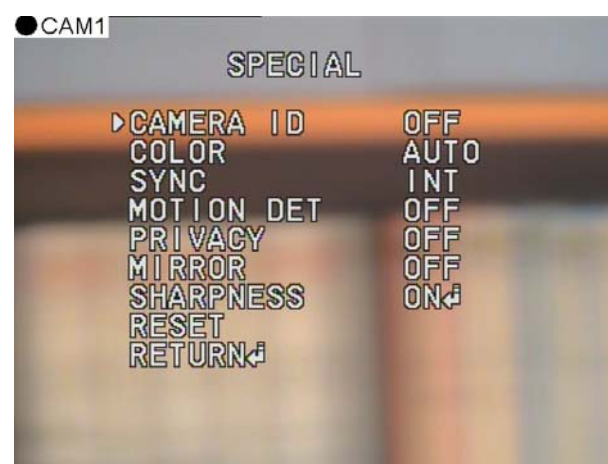 ●CAM1
SPECIAL
▶CAMERA ID OFF
COLOR AUTO
SYNC INT
MOTION DET OFF
PRIVACY OFF
MIRROR OFF
SHARPNESS ON↲
RESET
RETURN↲